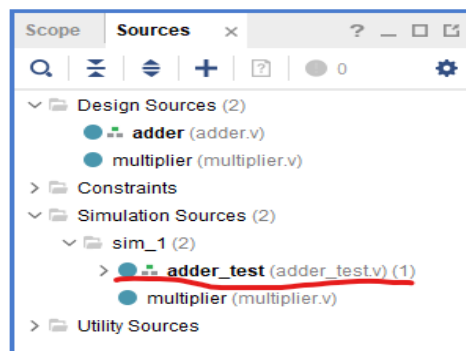 Scope Sources × ?
0
Design Sources (2)
adder (adder.v)
multiplier (multiplier.v)
Constraints
Simulation Sources (2)
sim_1 (2)
adder_test (adder_test.v) (1)
multiplier (multiplier.v)
Utility Sources